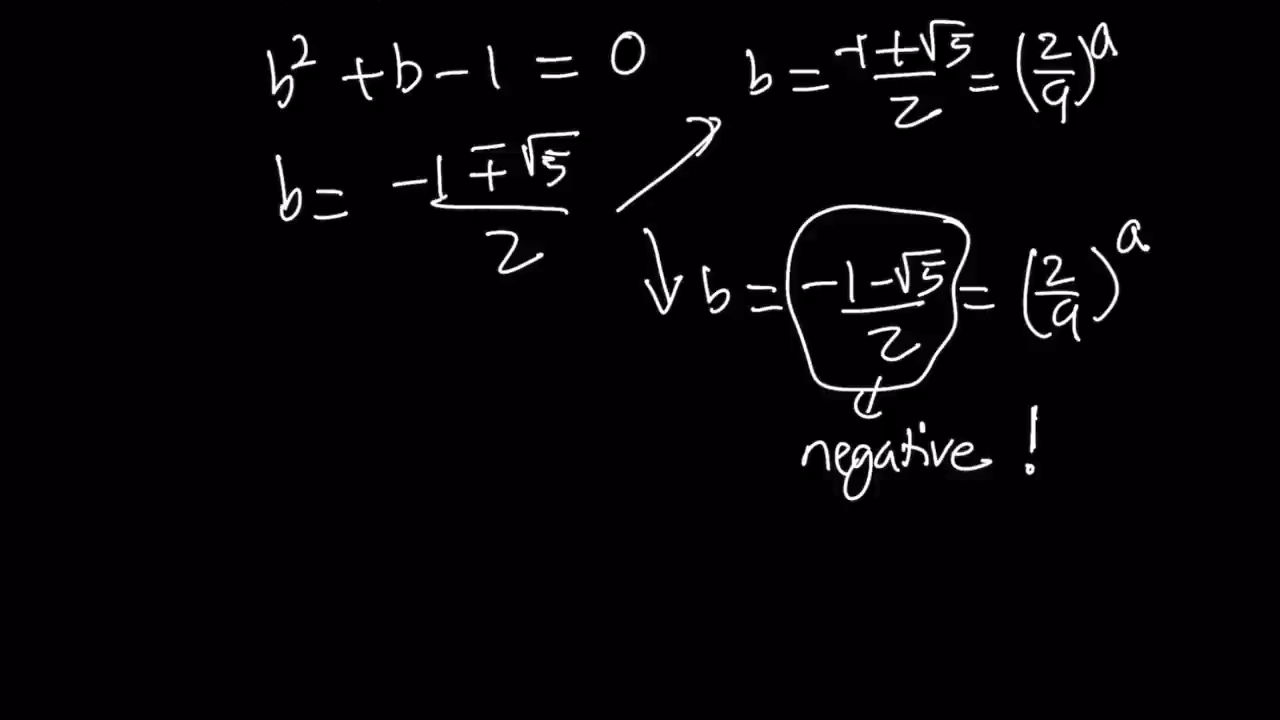 b² + b - 1 = 0
b = (-1 ∓ √5)/2
b = (-1 + √5)/2 = (2/9)^a
b = (-1 - √5)/2 = (2/9)^a
negative !